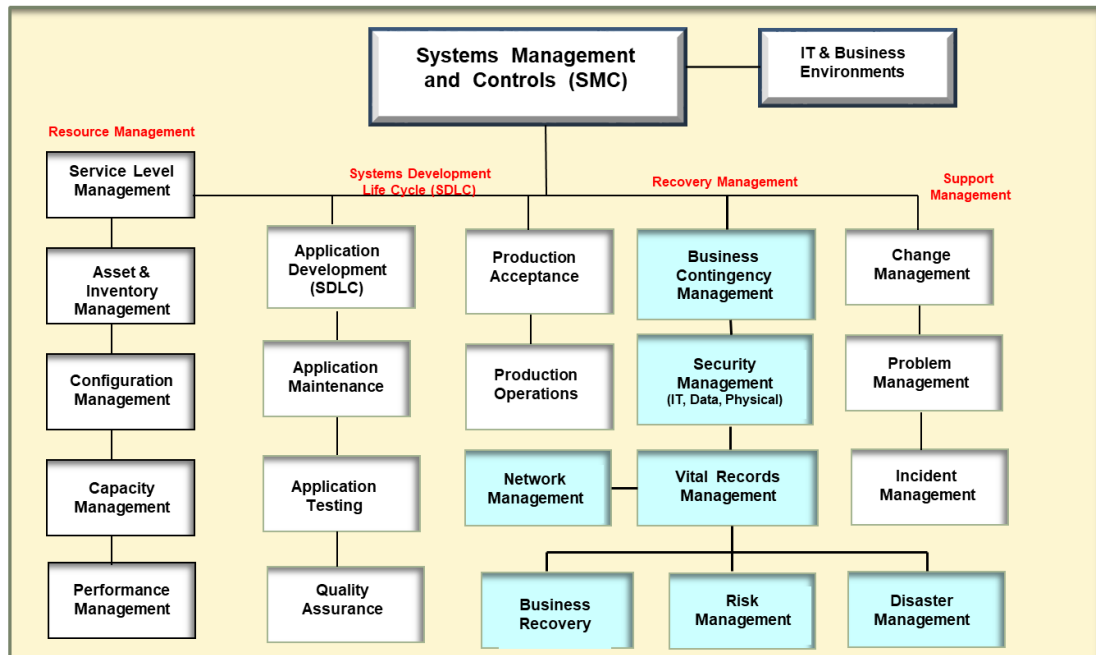 Systems Management
and Controls (SMC)
IT & Business
Environments
Resource Management
Service Level
Management
Asset &
Inventory
Management
Configuration
Management
Capacity
Management
Performance
Management
Systems Development
Life Cycle (SDLC)
Application
Development
(SDLC)
Application
Maintenance
Application
Testing
Quality
Assurance
Production
Acceptance
Production
Operations
Network
Management
Recovery Management
Business
Contingency
Management
Security
Management
(IT, Data, Physical)
Vital Records
Management
Business
Recovery
Risk
Management
Disaster
Management
Support
Management
Change
Management
Problem
Management
Incident
Management